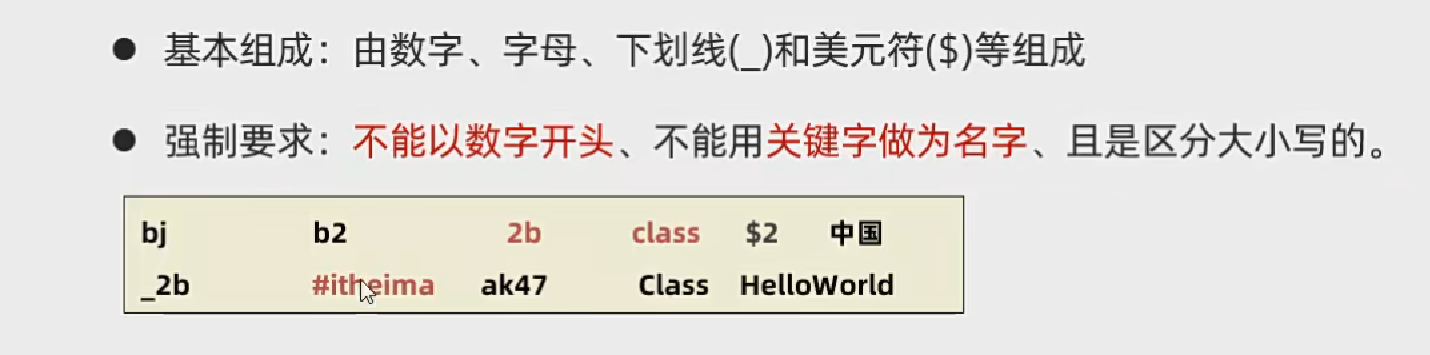 ● 基本组成：由数字、字母、下划线(_)和美元符($)等组成
● 强制要求：不能以数字开头、不能用关键字做为名字、且是区分大小写的。
bj b2 2b class $2 中国
_2b #itheima ak47 Class HelloWorld